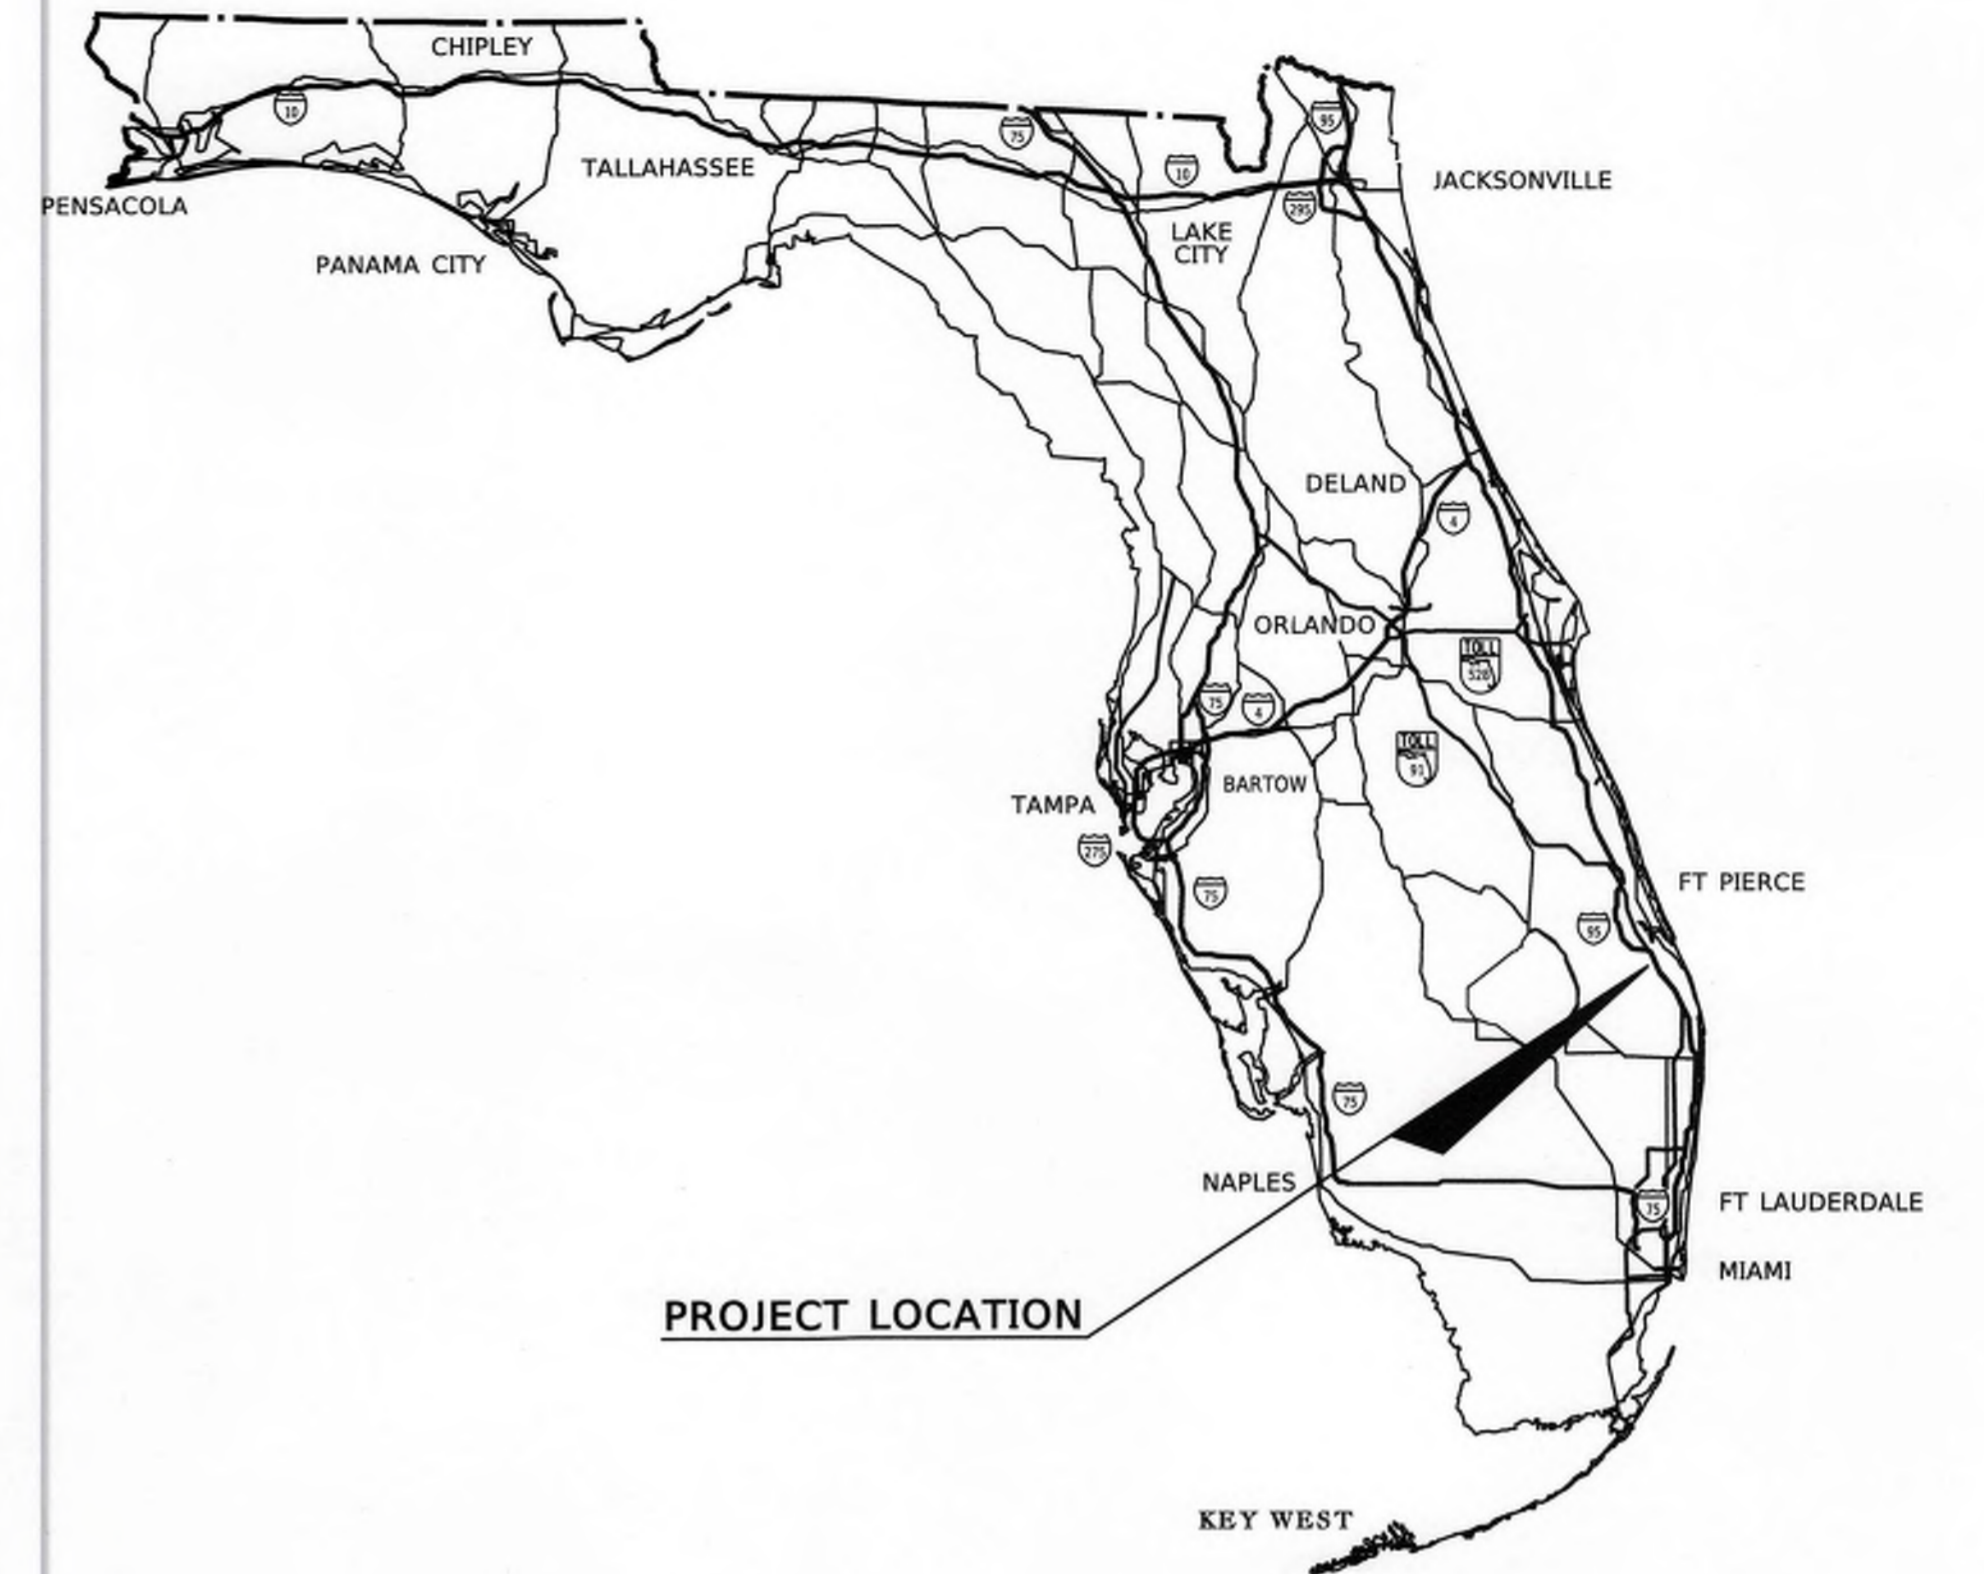 CHIPLEY
10
75
95
TALLAHASSEE
10
JACKSONVILLE
PENSACOLA
295
LAKE
CITY
PANAMA CITY
DELAND
4
ORLANDO
TOLL
528
75
4
TOLL
91
BARTOW
TAMPA
275
FT PIERCE
75
95
75
NAPLES
FT LAUDERDALE
75
MIAMI
PROJECT LOCATION
KEY WEST